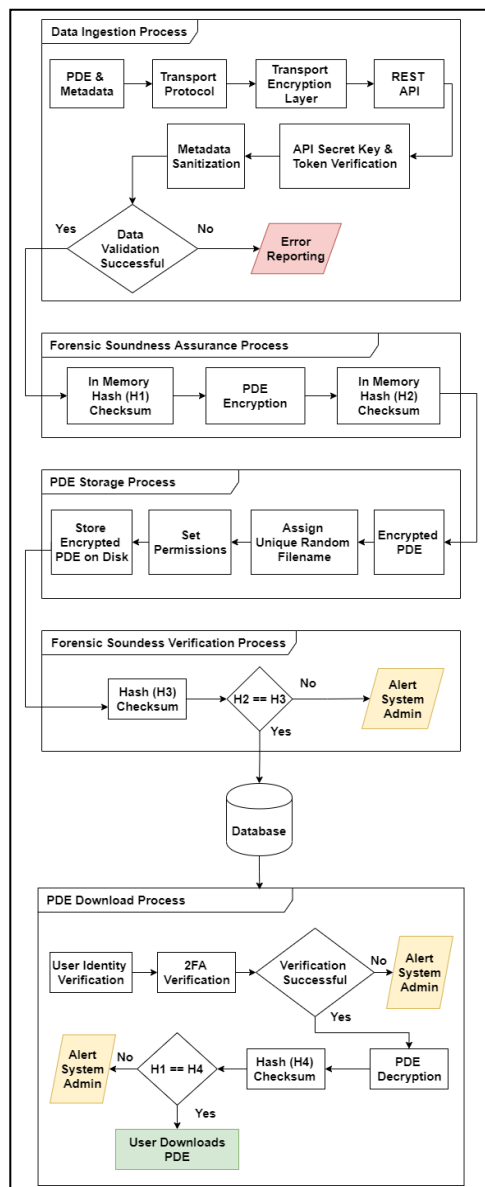 Data Ingestion Process
PDE &
Metadata
Transport
Protocol
Transport
Encryption
Layer
REST
API
Metadata
Sanitization
API Secret Key &
Token Verification
Yes
Data
Validation
Successful
No
Error
Reporting
Forensic Soundness Assurance Process
In Memory
Hash (H1)
Checksum
PDE
Encryption
In Memory
Hash (H2)
Checksum
PDE Storage Process
Store
Encrypted
PDE on Disk
Set
Permissions
Assign
Unique Random
Filename
Encrypted
PDE
Forensic Soundess Verification Process
Hash (H3)
Checksum
H2 == H3
No
Alert
System
Admin
Yes
Database
PDE Download Process
User Identity
Verification
2FA
Verification
Verification
Successful
No
Alert
System
Admin
Yes
Alert
System
Admin
No
H1 == H4
Hash (H4)
Checksum
PDE
Decryption
Yes
User Downloads
PDE